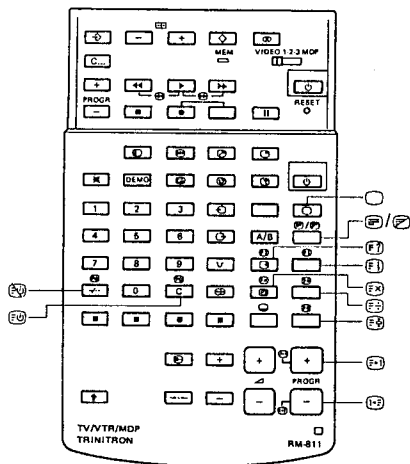 - +
MEM VIDEO 1·2·3 MDP
C...
+
PROGR RESET
-
DEMO
1 2 3
4 5 6 A/B
7 8 9
-/-- 0 C
+ + +
PROGR
-- -- - - -
TV/VTR/MDP
TRINITRON RM-811